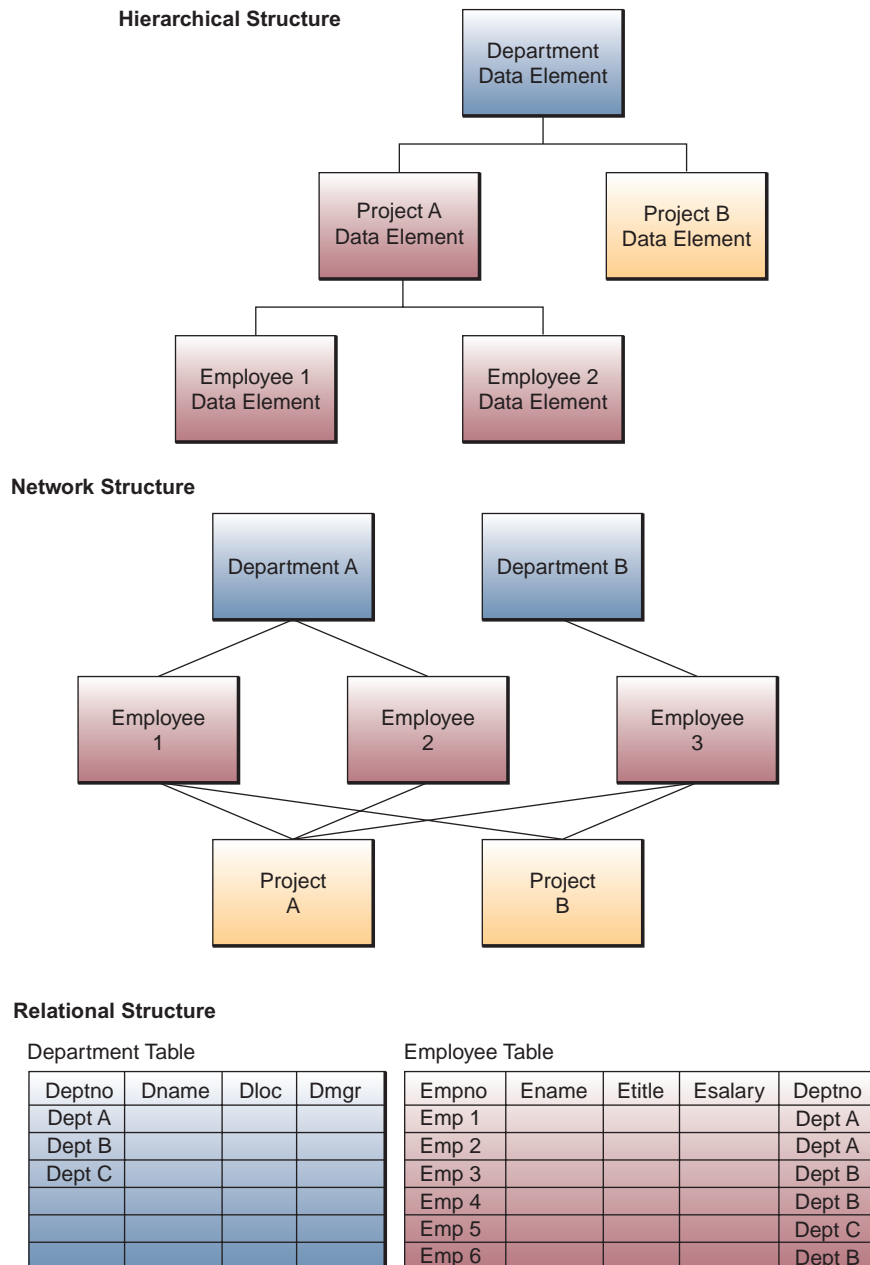 Hierarchical Structure
Department
Data Element
Project A
Data Element
Project B
Data Element
Employee 1
Data Element
Employee 2
Data Element
Network Structure
Department A
Department B
Employee
1
Employee
2
Employee
3
Project
A
Project
B
Relational Structure
Department Table
Deptno Dname Dloc Dmgr
Dept A
Dept B
Dept C
Employee Table
Empno Ename Etitle Esalary Deptno
Emp 1 Dept A
Emp 2 Dept A
Emp 3 Dept B
Emp 4 Dept B
Emp 5 Dept C
Emp 6 Dept B